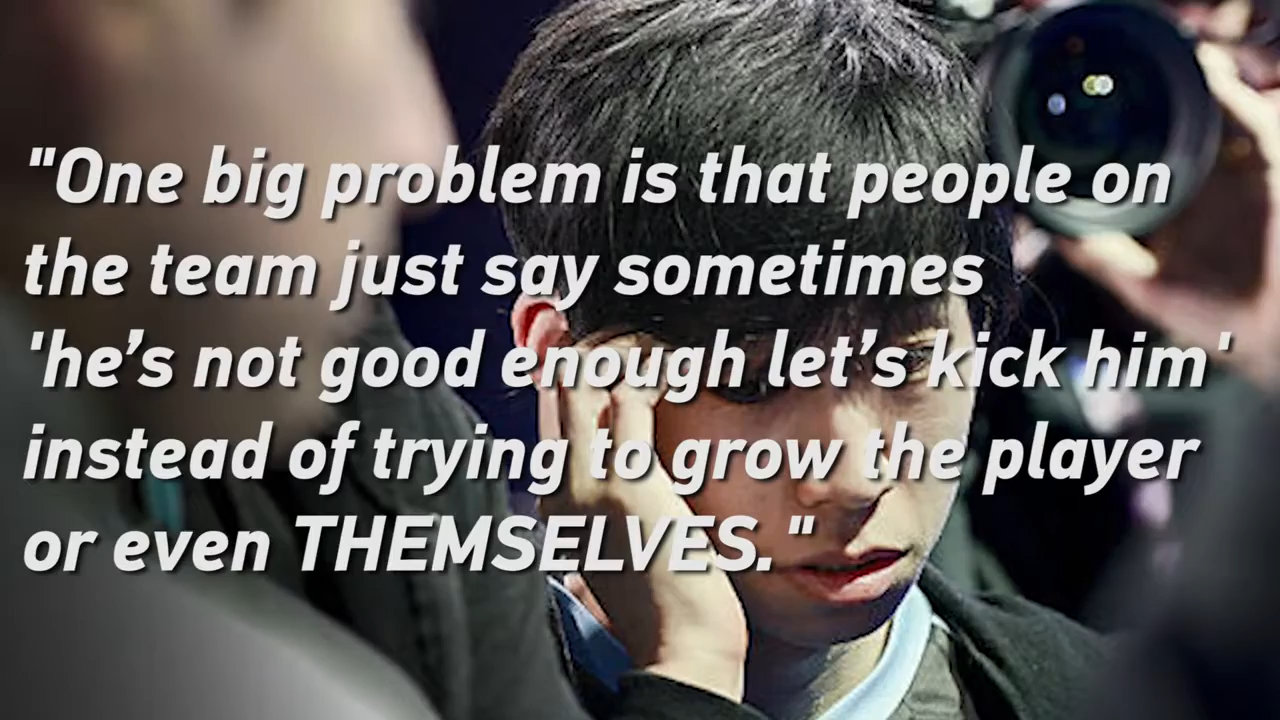 "One big problem is that people on
the team just say sometimes
'he’s not good enough let’s kick him'
instead of trying to grow the player
or even THEMSELVES."